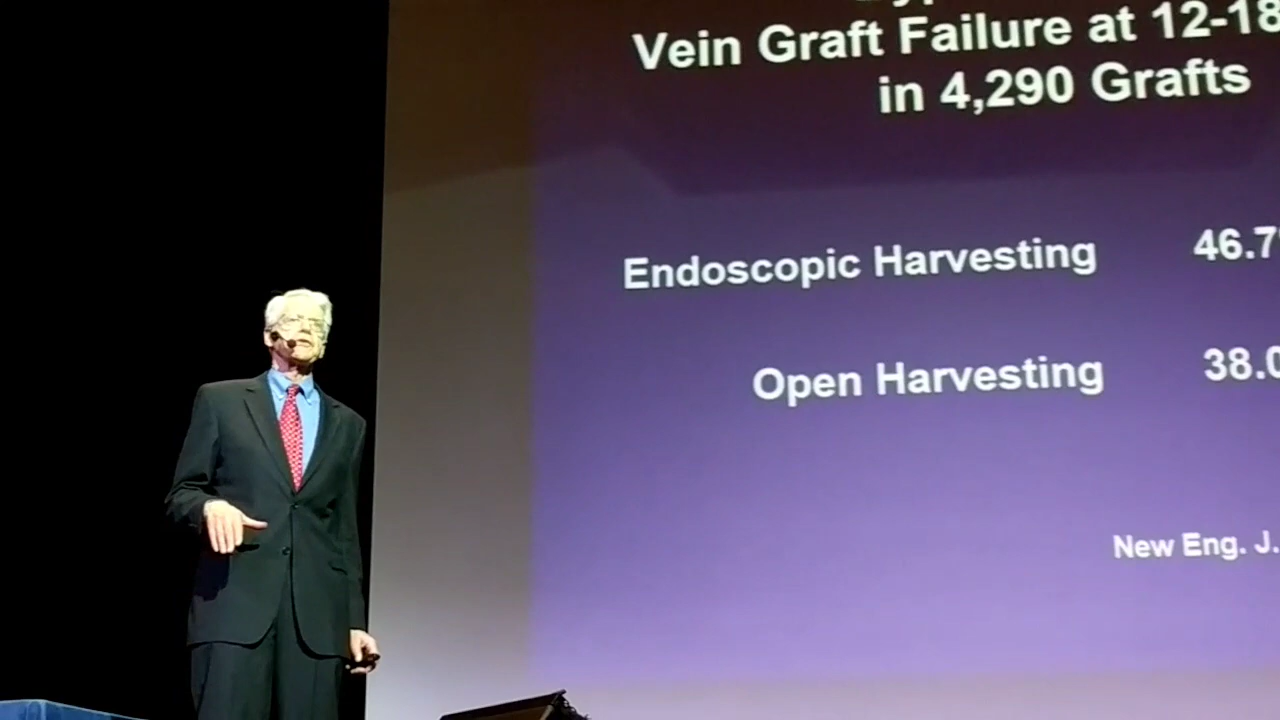 Vein Graft Failure at 12-18
in 4,290 Grafts
Endoscopic Harvesting 46.7
Open Harvesting 38.0
New Eng. J.